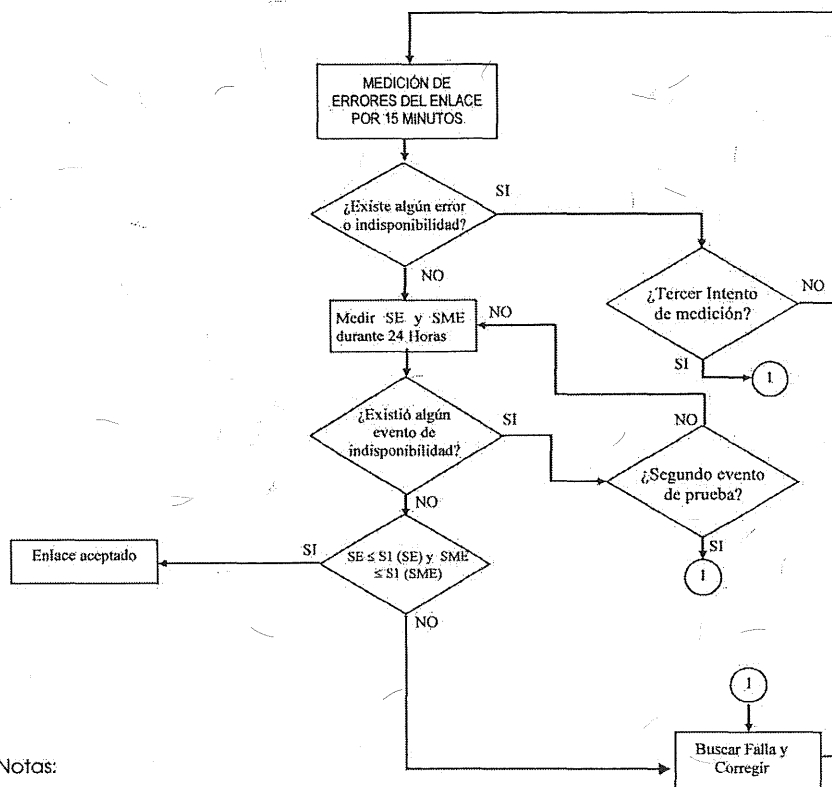 MEDICIÓN DE
ERRORES DEL ENLACE
POR 15 MINUTOS.
¿Existe algún error
o indisponibilidad?
SI
NO
¿Tercer Intento
de medición?
NO
SI
1
Medir SE y SME
durante 24 Horas
NO
¿Existió algún
evento de
indisponibilidad?
SI
NO
NO
¿Segundo evento
de prueba?
SI
1
SE ≤ S1 (SE) y SME
≤ S1 (SME)
SI
Enlace aceptado
NO
1
Buscar Falla y
Corregir
Notas: